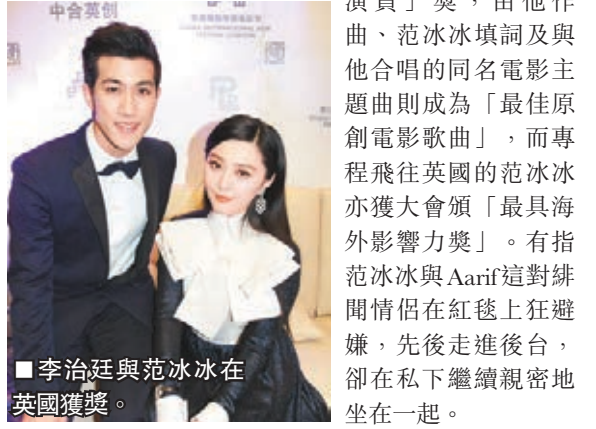 中合英创
演員」獎，由他作
曲、范冰冰填詞及與
他合唱的同名電影主
題曲則成為「最佳原
創電影歌曲」，而專
程飛往英國的范冰冰
亦獲大會頒「最具海
外影響力獎」。有指
范冰冰與Aarif這對緋
聞情侶在紅毯上狂避
嫌，先後走進後台，
卻在私下繼續親密地
坐在一起。
■李治廷與范冰冰在
英國獲獎。